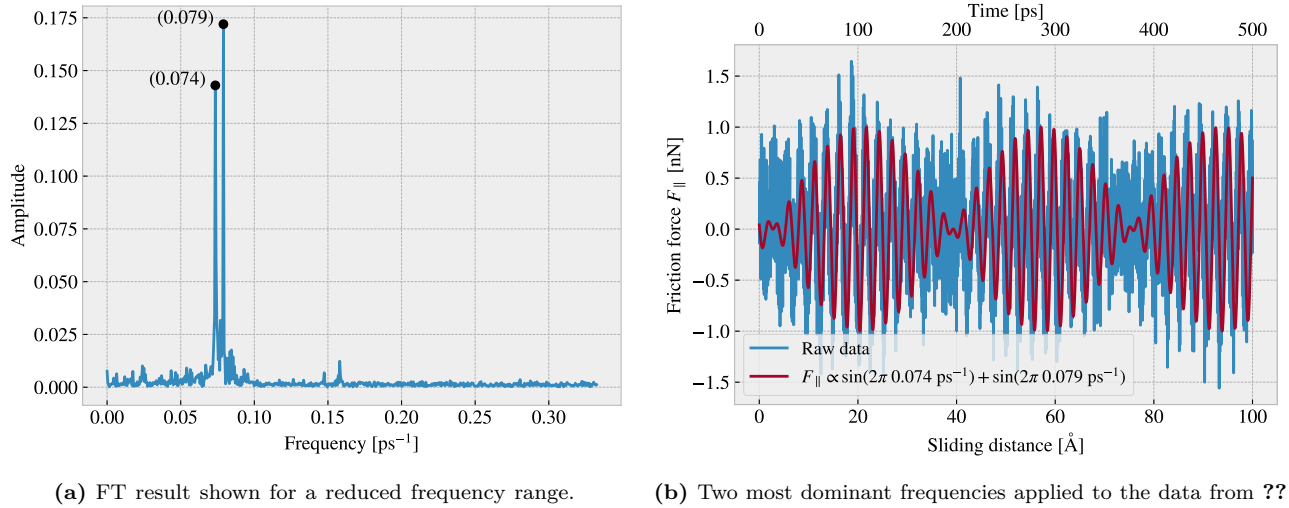 (0.079)
(0.074)
0.175
0.150
0.125
0.100
0.075
0.050
0.025
0.000
Amplitude
0.00 0.05 0.10 0.15 0.20 0.25 0.30
Frequency [ps⁻¹]
(a) FT result shown for a reduced frequency range.
Time [ps]
0 100 200 300 400 500
1.5
1.0
0.5
0.0
−0.5
−1.0
−1.5
Friction force F∥ [nN]
Raw data
F∥ ∝ sin(2π 0.074 ps⁻¹) + sin(2π 0.079 ps⁻¹)
0 20 40 60 80 100
Sliding distance [Å]
(b) Two most dominant frequencies applied to the data from ??